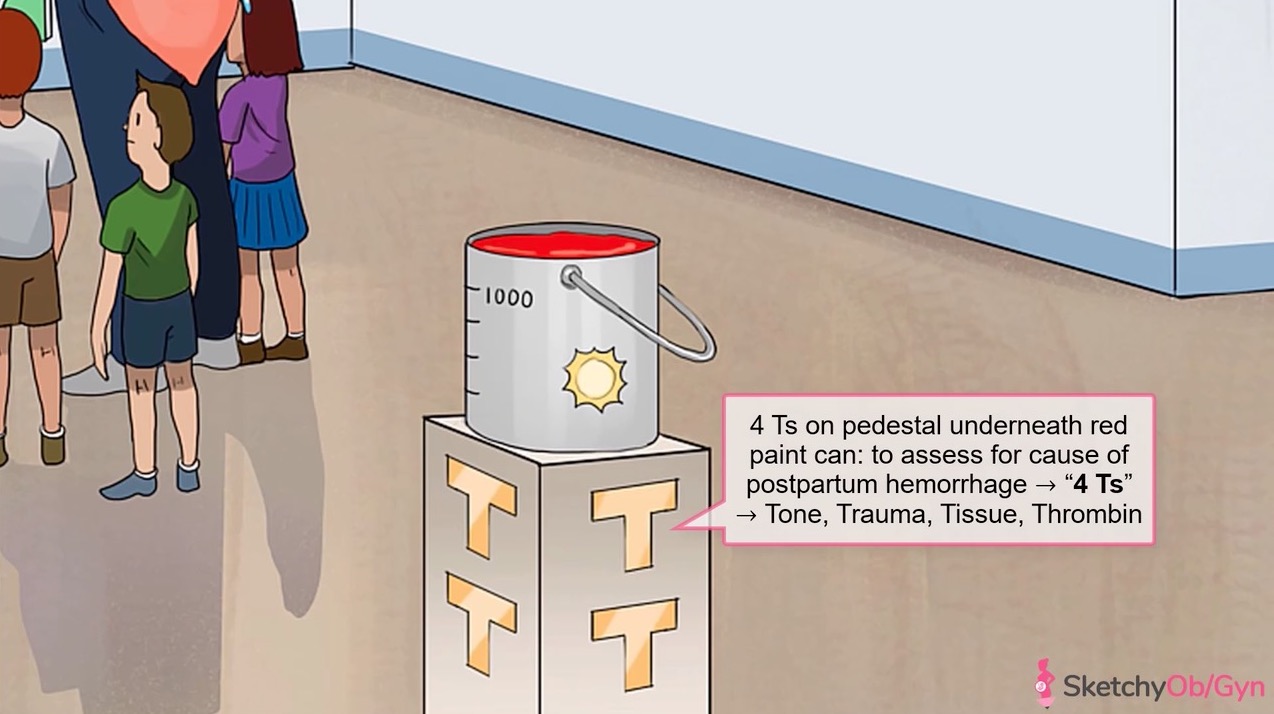 1000
4 Ts on pedestal underneath red
paint can: to assess for cause of
postpartum hemorrhage → “4 Ts”
→ Tone, Trauma, Tissue, Thrombin
T T
T T
SketchyOb/Gyn